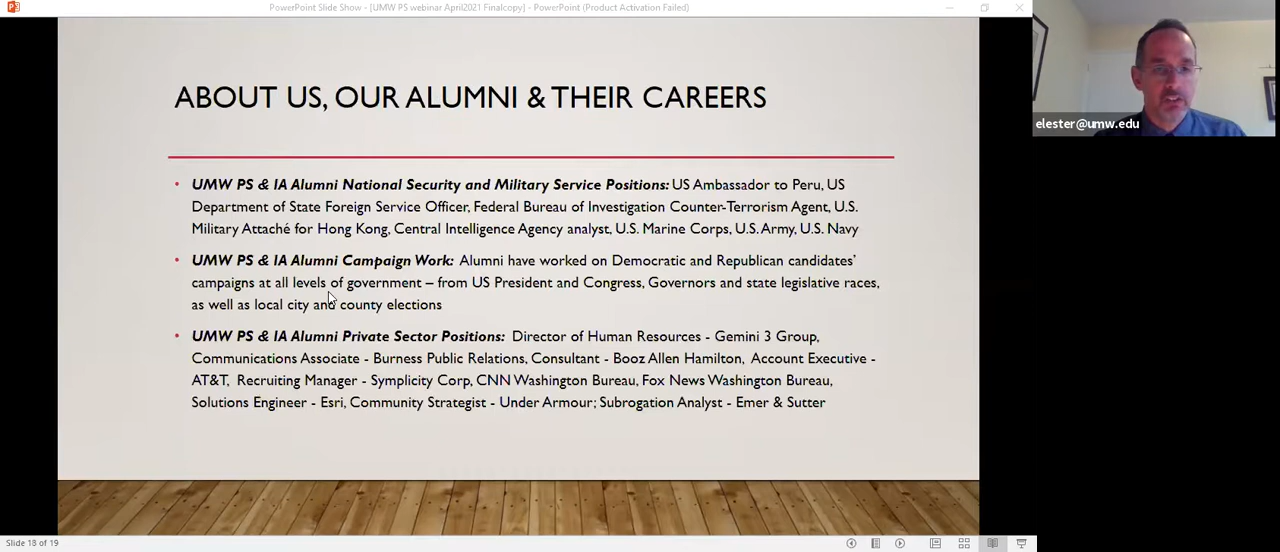 PowerPoint Slide Show - [UMW PS webinar April2021 Finalcopy] - PowerPoint (Product Activation Failed)
elester@umw.edu
ABOUT US, OUR ALUMNI & THEIR CAREERS
• UMW PS & IA Alumni National Security and Military Service Positions: US Ambassador to Peru, US
Department of State Foreign Service Officer, Federal Bureau of Investigation Counter-Terrorism Agent, U.S.
Military Attaché for Hong Kong, Central Intelligence Agency analyst, U.S. Marine Corps, U.S. Army, U.S. Navy
• UMW PS & IA Alumni Campaign Work: Alumni have worked on Democratic and Republican candidates’
campaigns at all levels of government – from US President and Congress, Governors and state legislative races,
as well as local city and county elections
• UMW PS & IA Alumni Private Sector Positions: Director of Human Resources - Gemini 3 Group,
Communications Associate - Burness Public Relations, Consultant - Booz Allen Hamilton, Account Executive -
AT&T, Recruiting Manager - Symplicity Corp, CNN Washington Bureau, Fox News Washington Bureau,
Solutions Engineer - Esri, Community Strategist - Under Armour; Subrogation Analyst - Emer & Sutter
Slide 18 of 19